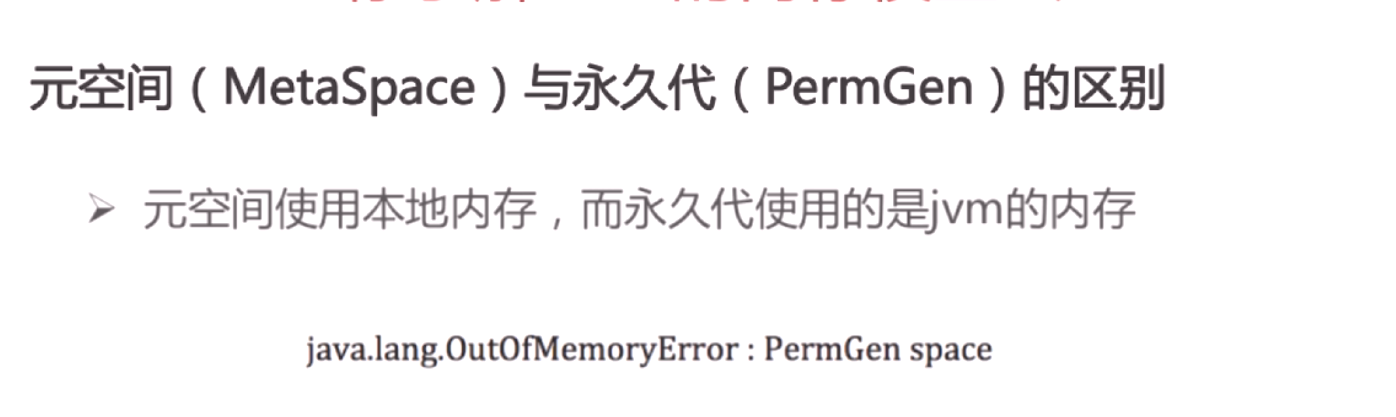 元空间（MetaSpace）与永久代（PermGen）的区别
元空间使用本地内存，而永久代使用的是jvm的内存
java.lang.OutOfMemoryError : PermGen space